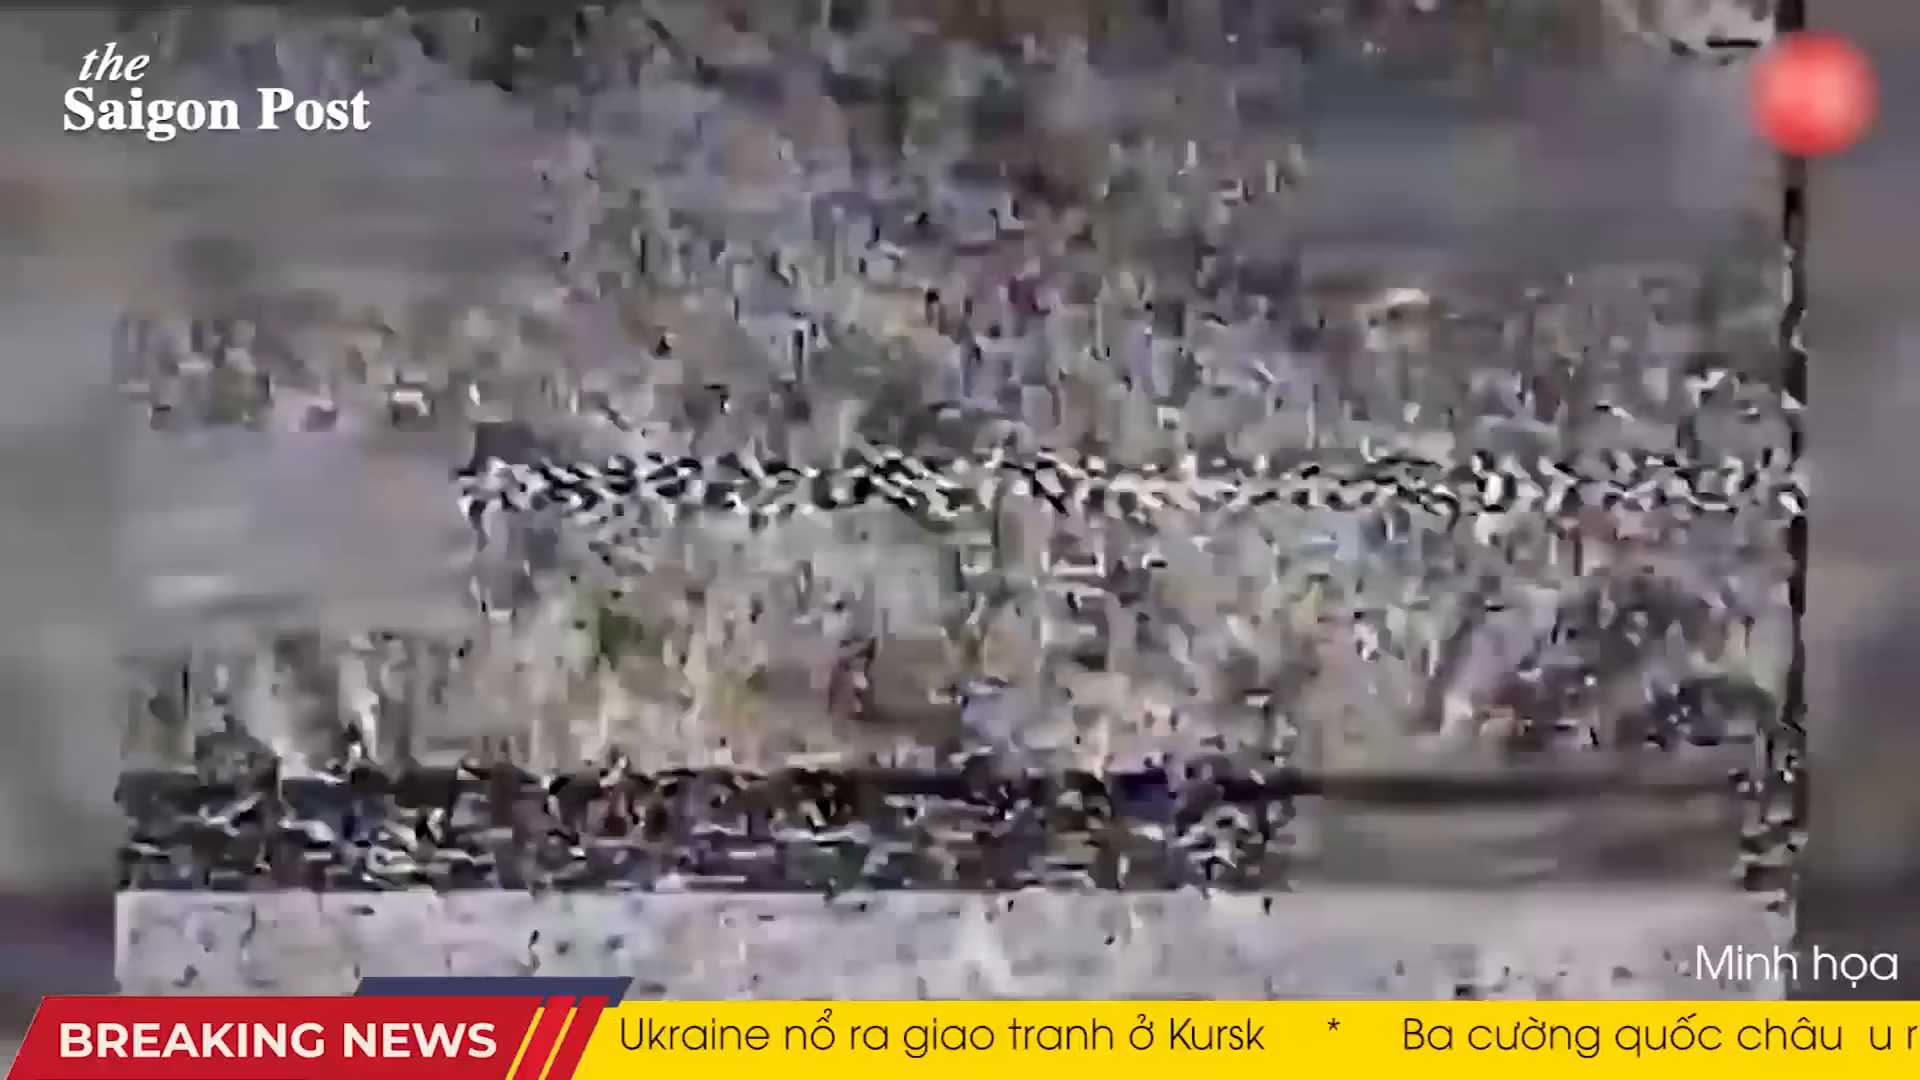 the
Saigon Post
Minh họa
BREAKING NEWS
Ukraine nổ ra giao tranh ở Kursk * Ba cường quốc châu u r